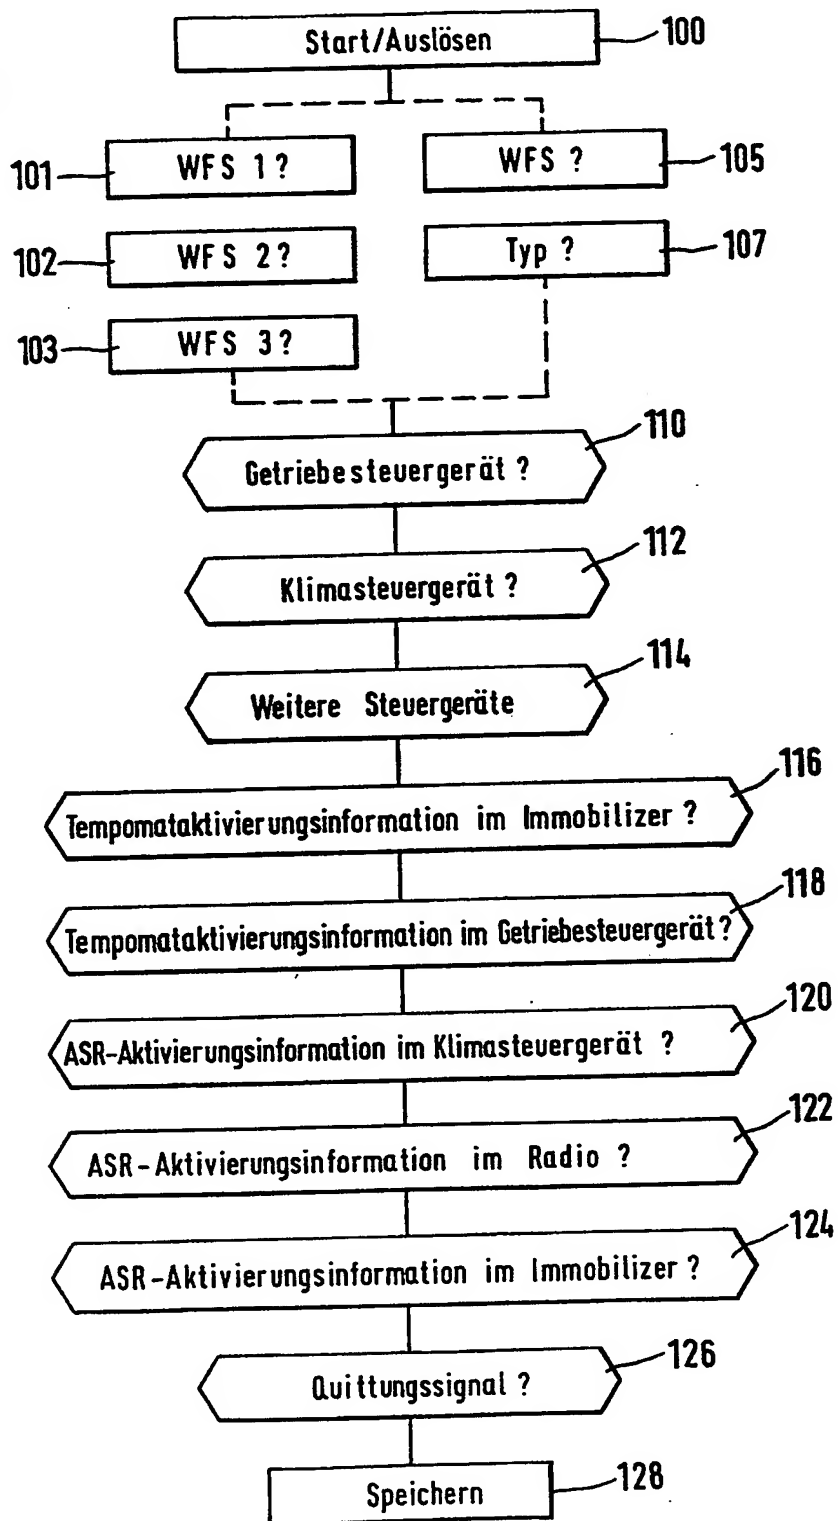 Start/Auslösen 100
101 WFS 1? WFS ? 105
102 WFS 2? Typ ? 107
103 WFS 3?
110
Getriebesteuergerät ?
112
Klimasteuergerät ?
114
Weitere Steuergeräte
116
Tempomataktivierungsinformation im Immobilizer ?
118
Tempomataktivierungsinformation im Getriebesteuergerät?
120
ASR-Aktivierungsinformation im Klimasteuergerät ?
122
ASR-Aktivierungsinformation im Radio ?
124
ASR-Aktivierungsinformation im Immobilizer ?
126
Quittungssignal ?
Speichern 128